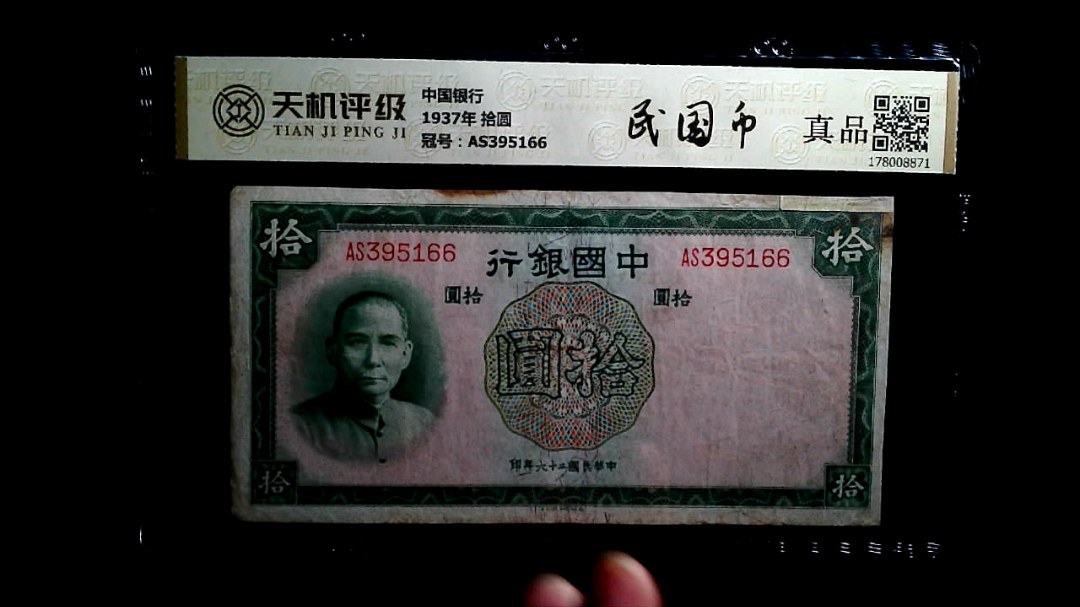 天机评级
TIAN JI PING JI
中国银行
1937年 拾圆
冠号：AS395166
民国币
真品
178008871
拾
AS395166
行銀國中
AS395166
拾
圓拾
圓拾
圓拾
印年六十二國民華中
拾
拾